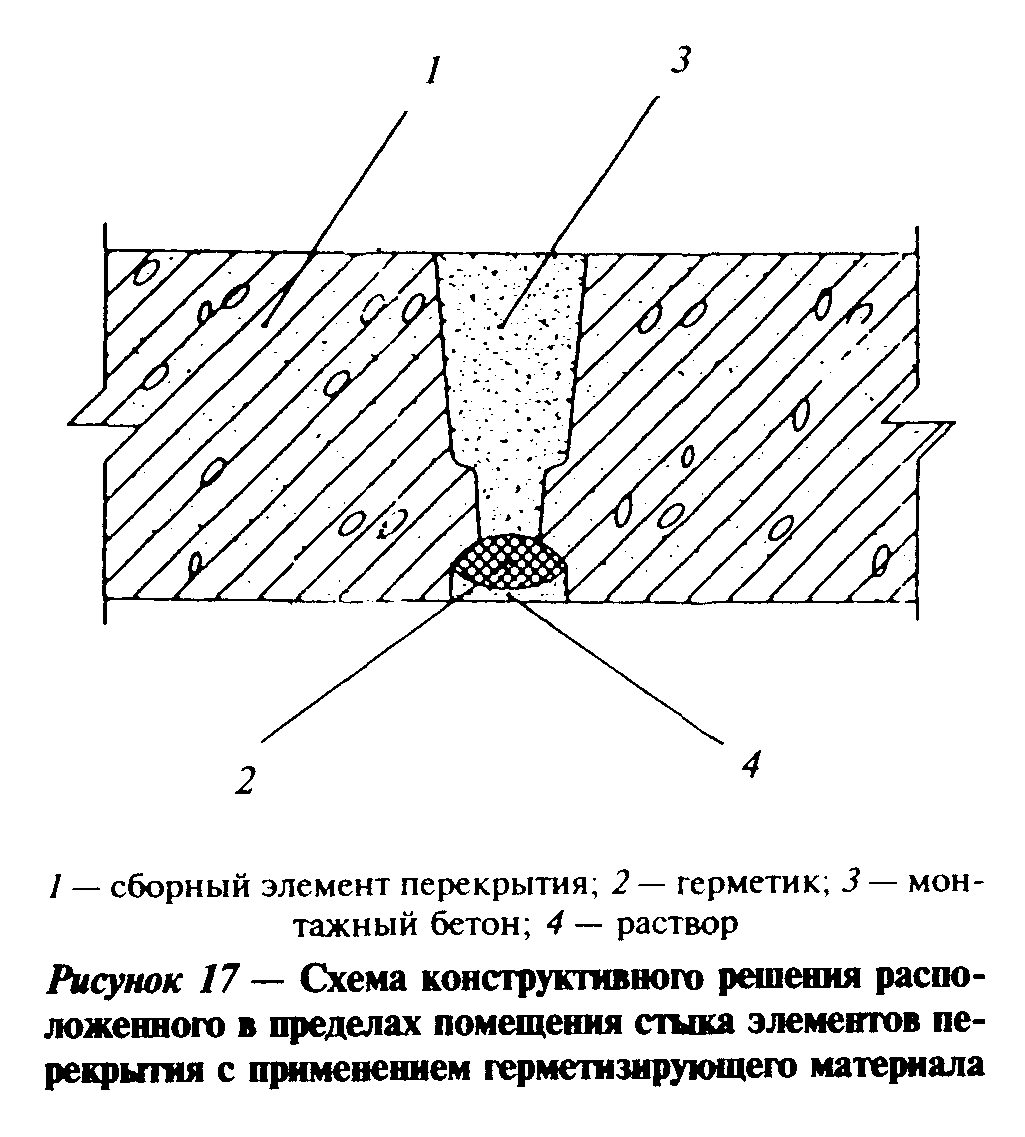 1
3
2
4
1 — сборный элемент перекрытия; 2 — герметик; 3 — мон-
тажный бетон; 4 — раствор
Рисунок 17 — Схема конструктивного решения распо-
ложенного в пределах помещения стыка элементов пе-
рекрытия с применением герметизирующего материала